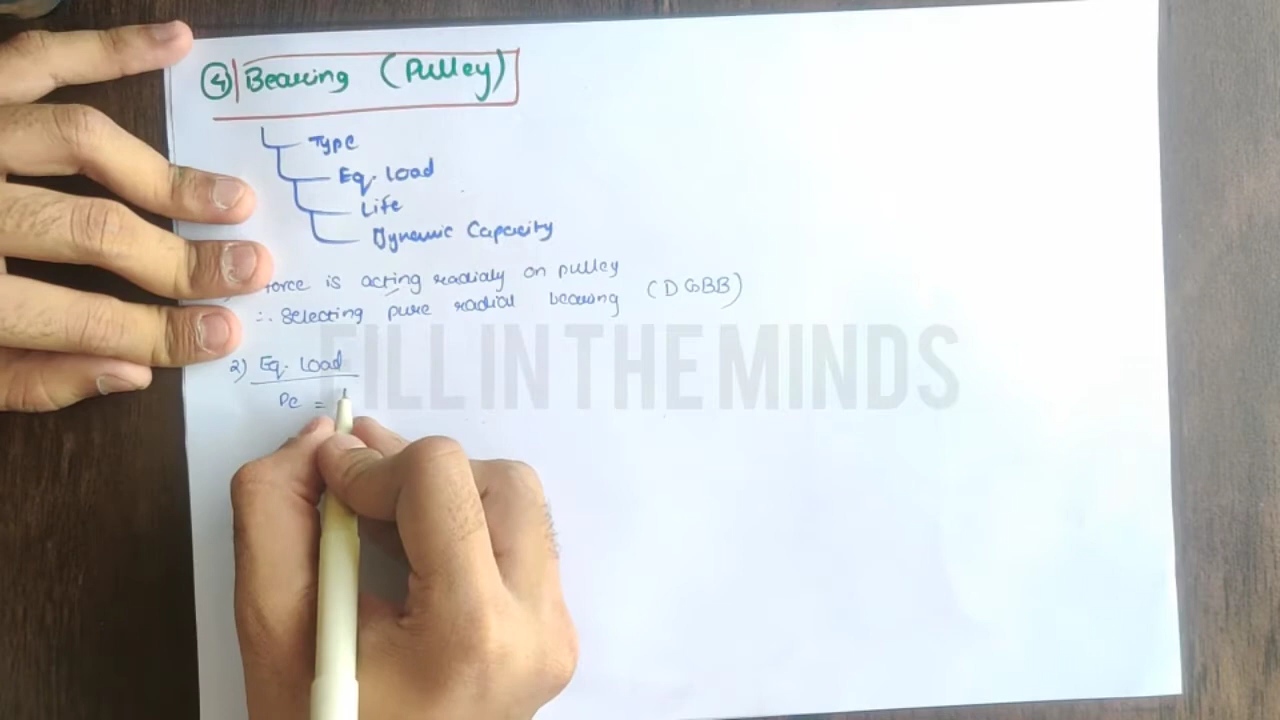 ④ Bearing (Pulley)
Type
Eq. Load
Life
Dynamic Capacity
force is acting radialy on pulley
∴ Selecting pure radial bearing (DGBB)
2) Eq. Load
Pe =
FILL IN THE MINDS